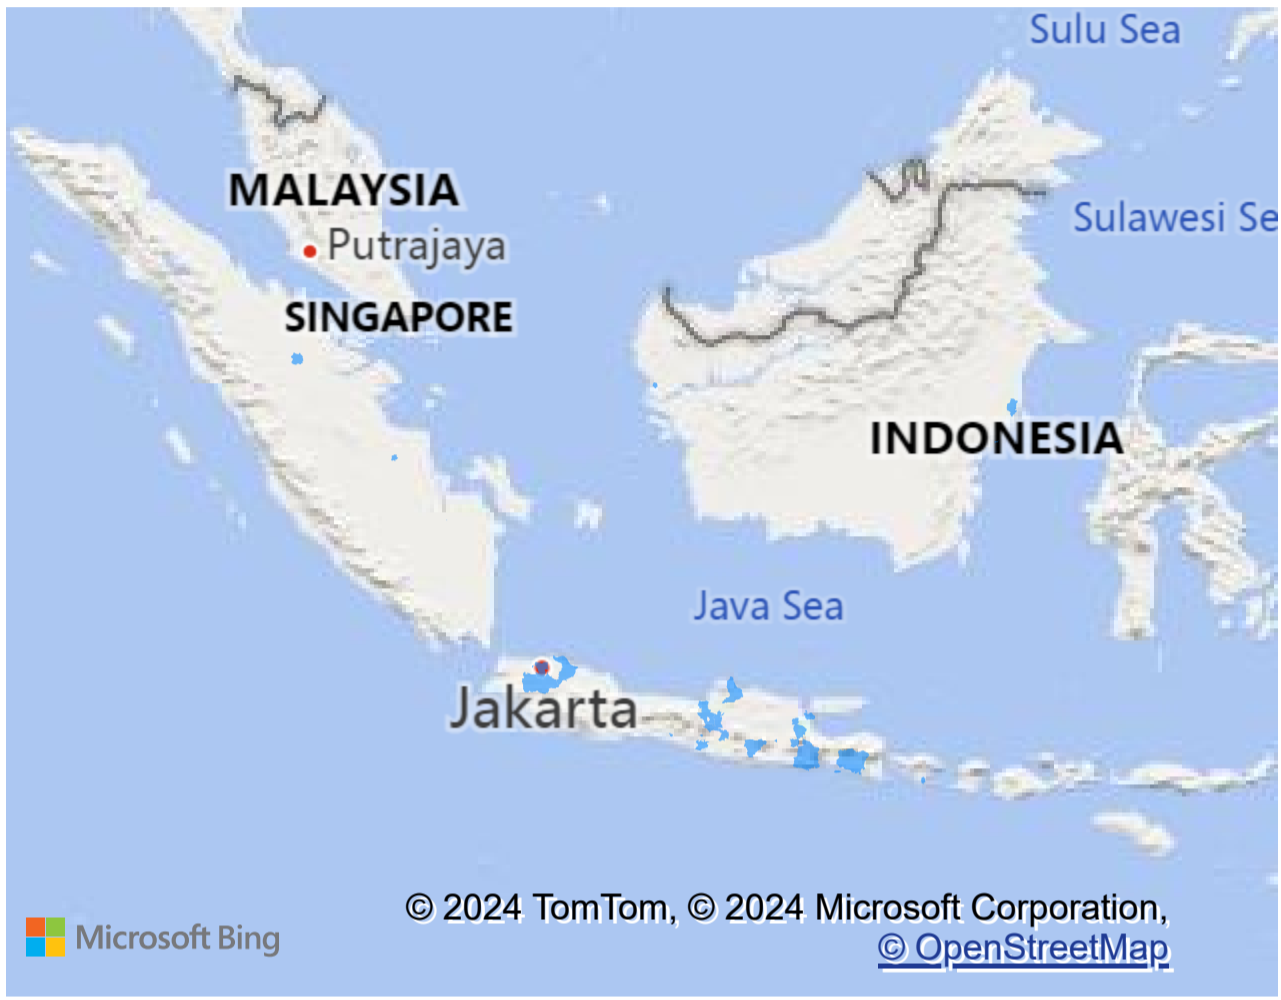 Sulu Sea
MALAYSIA
Putrajaya
Sulawesi Se
SINGAPORE
INDONESIA
Java Sea
Jakarta
© 2024 TomTom, © 2024 Microsoft Corporation,
Microsoft Bing
© OpenStreetMap